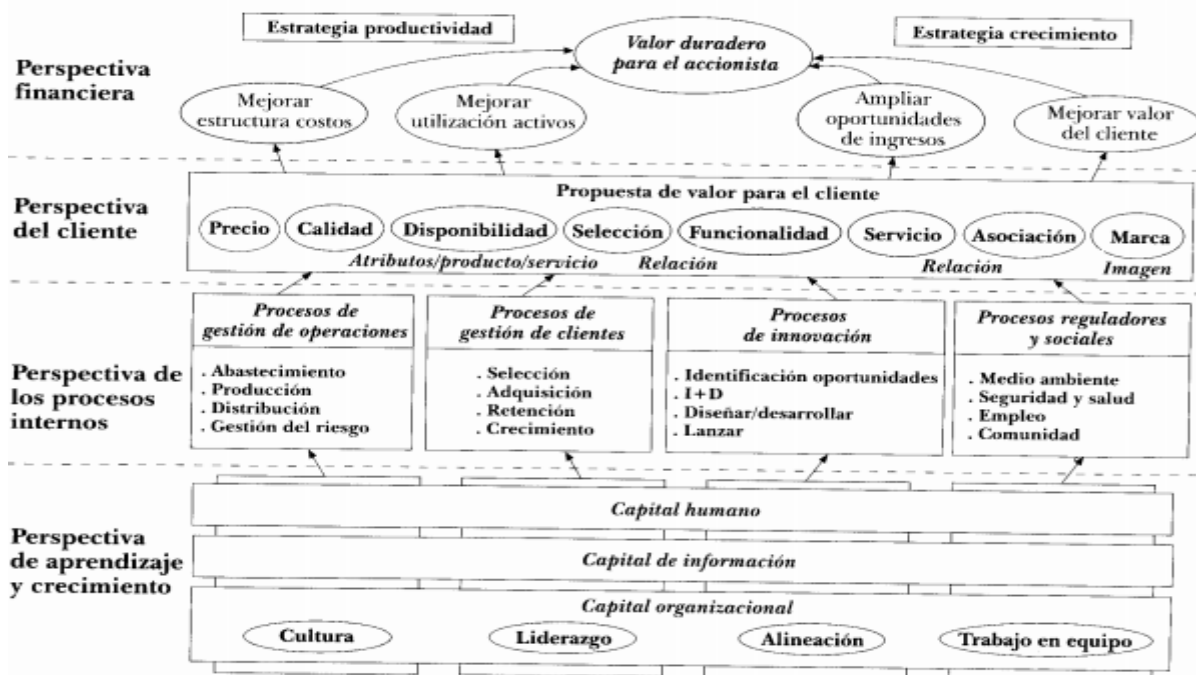 Estrategia productividad
Estrategia crecimiento
Valor duradero
para el accionista
Perspectiva
financiera
Mejorar
estructura costos
Mejorar
utilización activos
Ampliar
oportunidades
de ingresos
Mejorar valor
del cliente
Perspectiva
del cliente
Propuesta de valor para el cliente
Precio
Calidad
Disponibilidad
Selección
Funcionalidad
Servicio
Asociación
Marca
Atributos/producto/servicio
Relación
Relación
Imagen
Perspectiva de
los procesos
internos
Procesos de
gestión de operaciones
. Abastecimiento
. Producción
. Distribución
. Gestión del riesgo
Procesos de
gestión de clientes
. Selección
. Adquisición
. Retención
. Crecimiento
Procesos
de innovación
. Identificación oportunidades
. I+D
. Diseñar/desarrollar
. Lanzar
Procesos reguladores
y sociales
. Medio ambiente
. Seguridad y salud
. Empleo
. Comunidad
Perspectiva
de aprendizaje
y crecimiento
Capital humano
Capital de información
Capital organizacional
Cultura
Liderazgo
Alineación
Trabajo en equipo